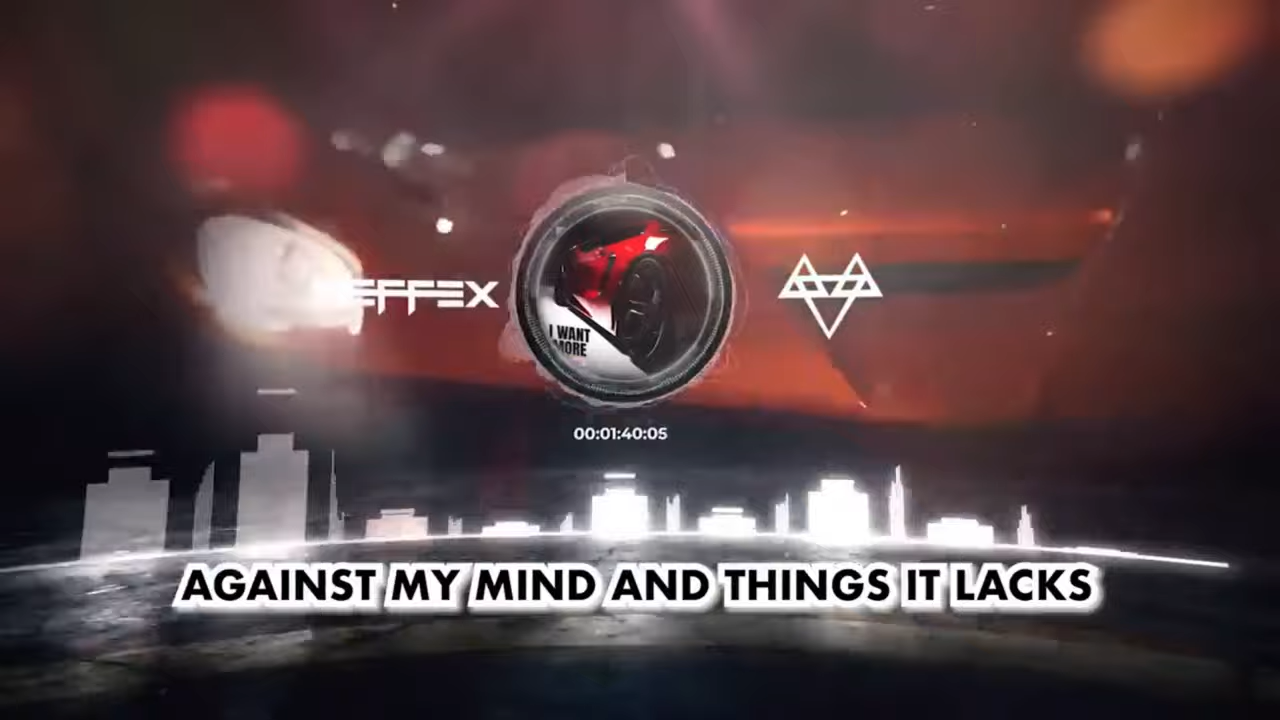 EFFEX
I WANT
MORE
00:01:40:05
AGAINST MY MIND AND THINGS IT LACKS